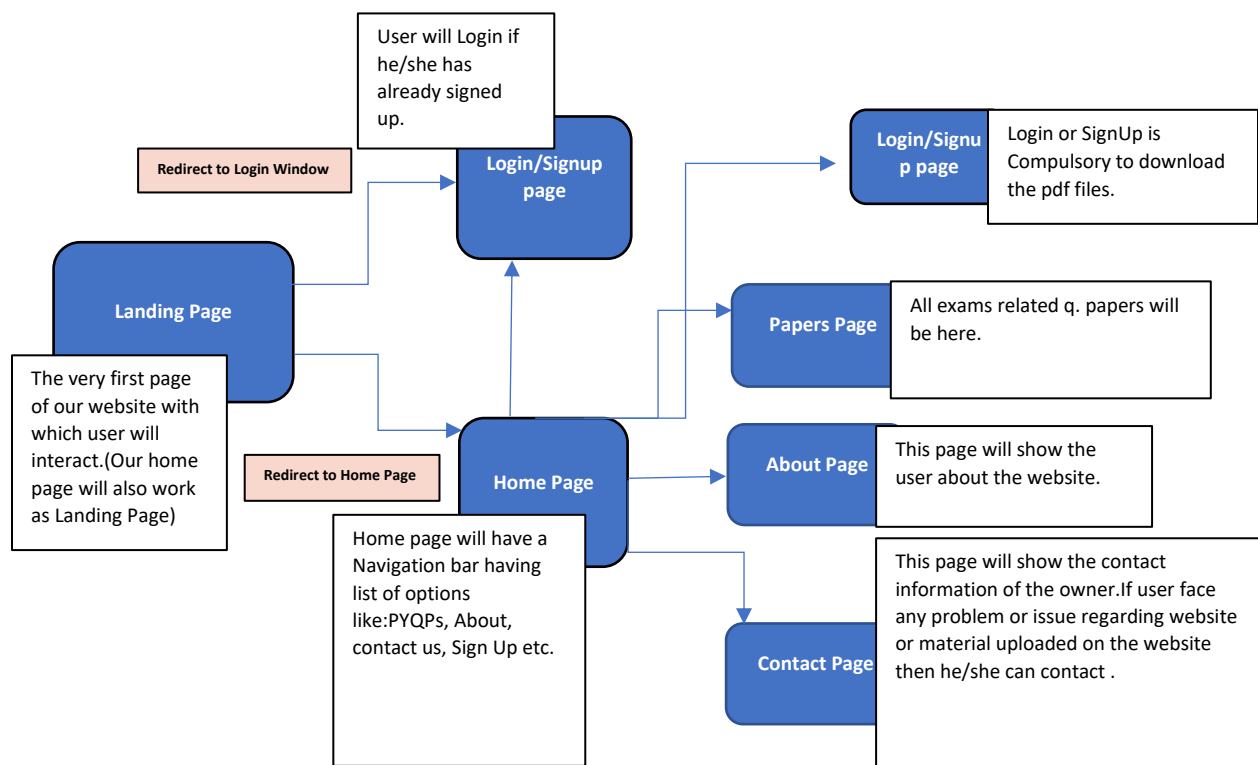 User will Login if
he/she has
already signed
up.
Login/Signup
page
Redirect to Login Window
Login/Signu
p page
Login or SignUp is
Compulsory to download
the pdf files.
Landing Page
The very first page
of our website with
which user will
interact.(Our home
page will also work
as Landing Page)
Papers Page
All exams related q. papers will
be here.
Redirect to Home Page
Home Page
Home page will have a
Navigation bar having
list of options
like:PYQPs, About,
contact us, Sign Up etc.
About Page
This page will show the
user about the website.
Contact Page
This page will show the contact
information of the owner.If user face
any problem or issue regarding website
or material uploaded on the website
then he/she can contact .